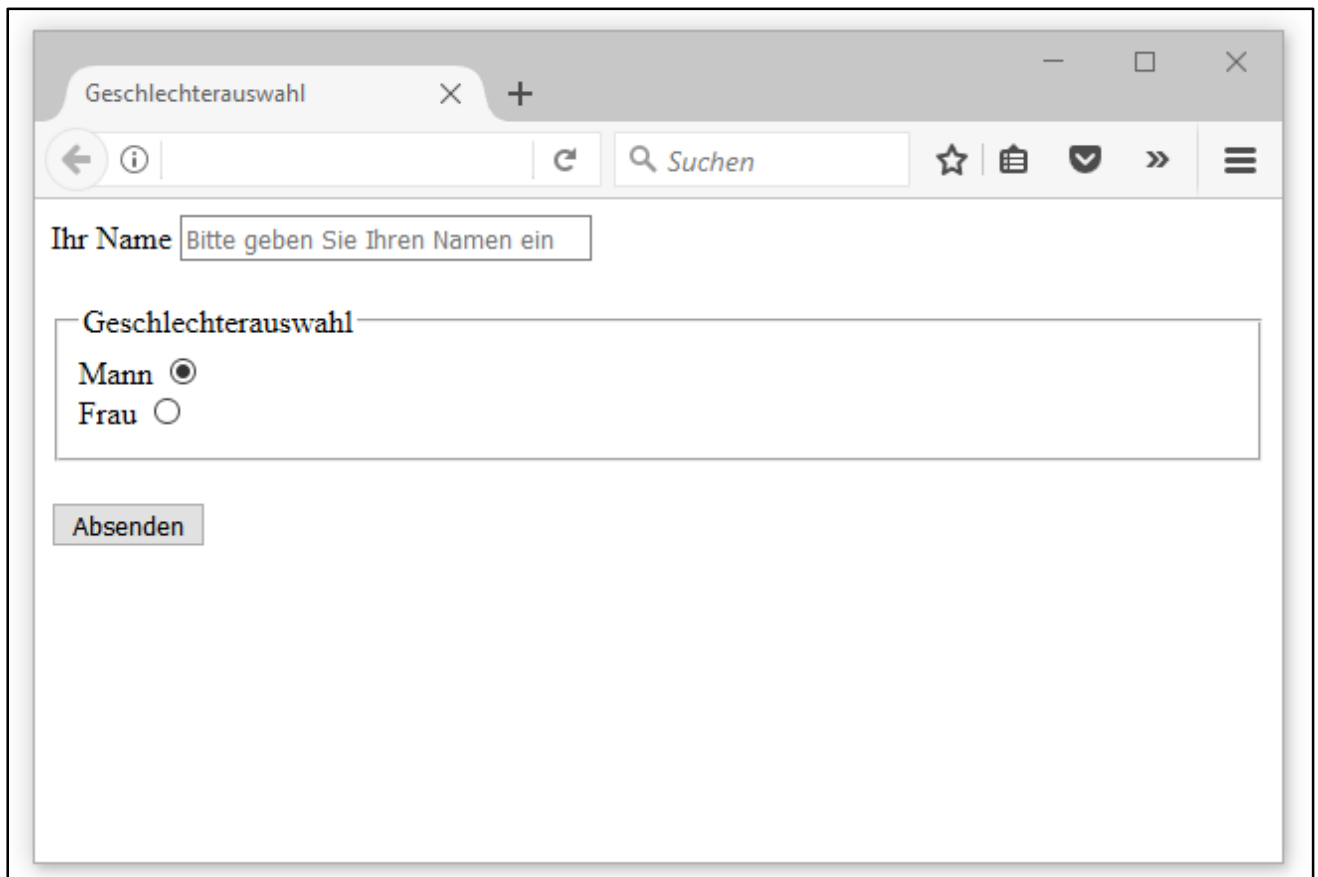 Geschlechterauswahl
Suchen
Ihr Name Bitte geben Sie Ihren Namen ein
Geschlechterauswahl
Mann
Frau
Absenden